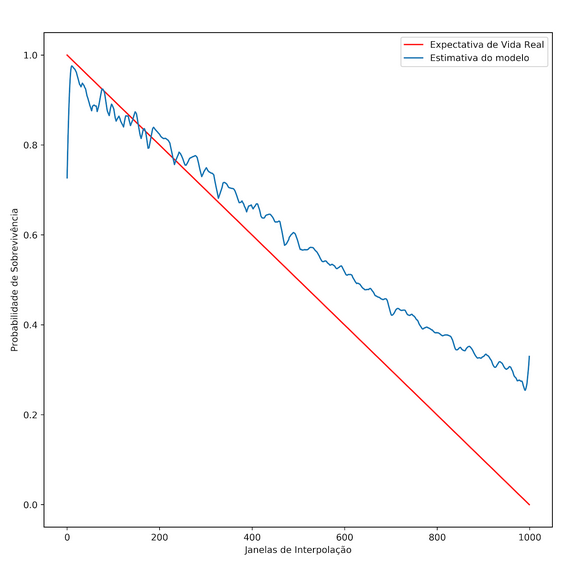 Expectativa de Vida Real
Estimativa do modelo
1.0
0.8
0.6
0.4
0.2
0.0
Probabilidade de Sobrevivência
0 200 400 600 800 1000
Janelas de Interpolação